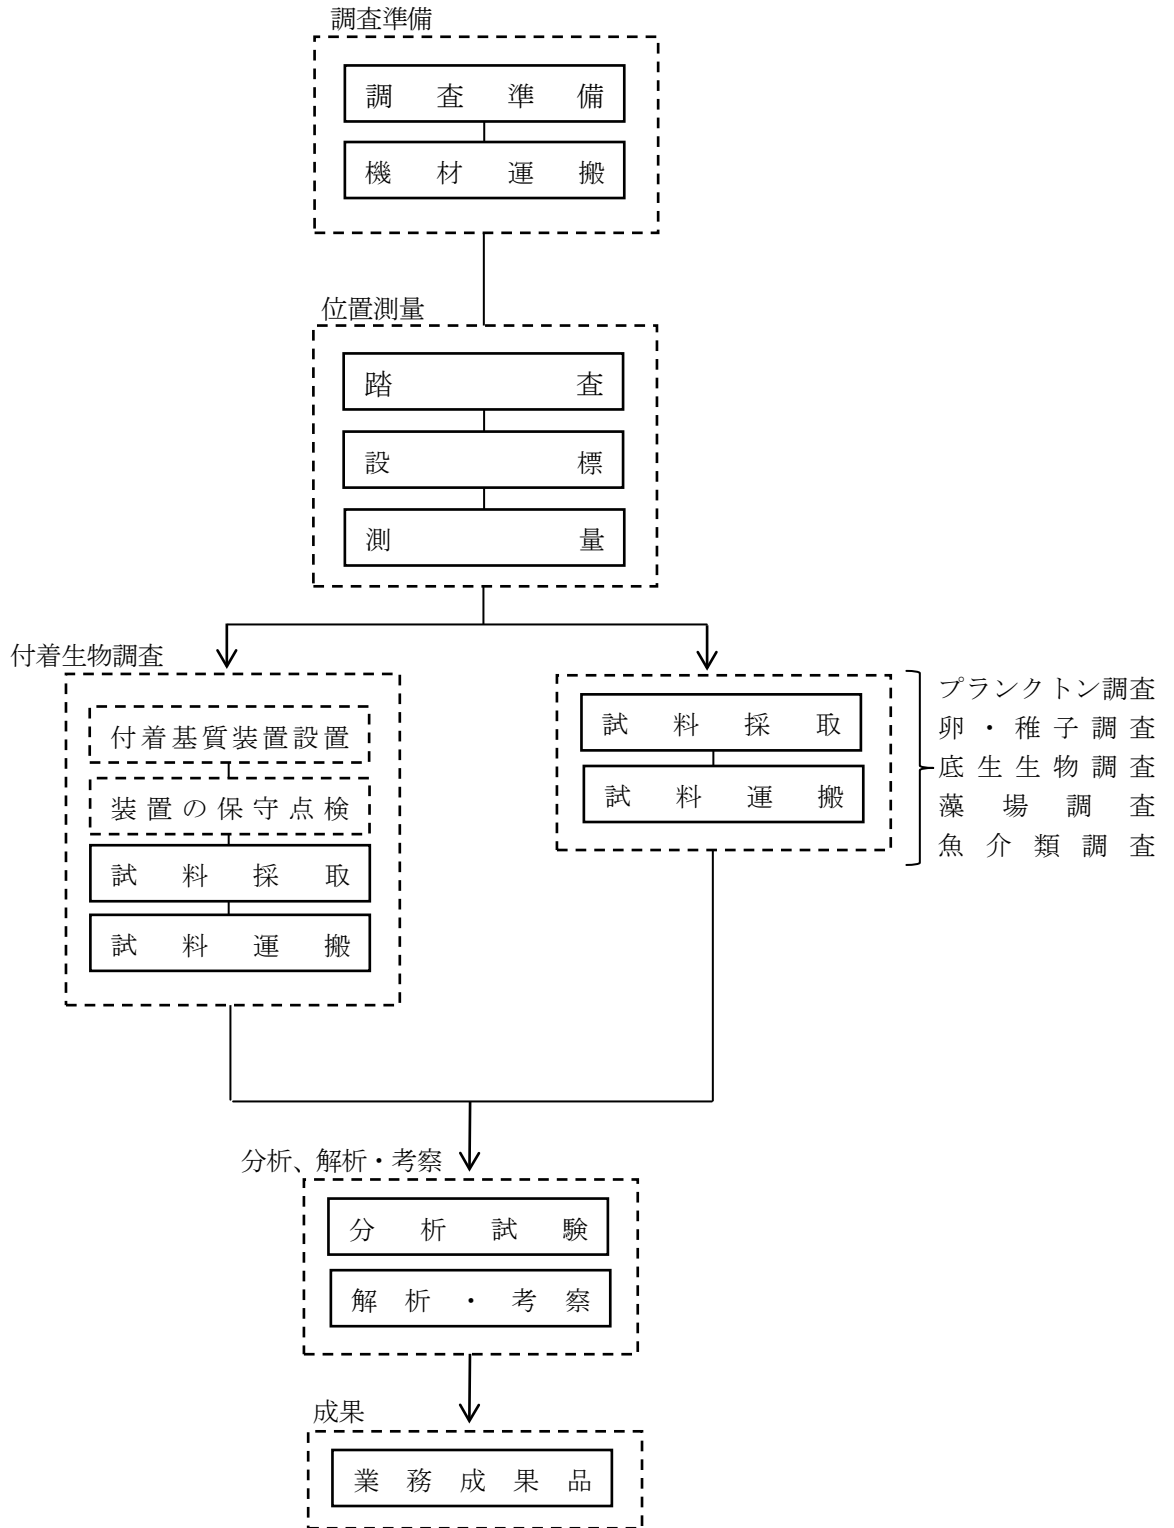 調査準備
調査準備
機材運搬
位置測量
踏査
設標
測量
付着生物調査
付着基質装置設置
装置の保守点検
試料採取
試料運搬
試料採取
試料運搬
プランクトン調査
卵・稚子調査
底生生物調査
藻場調査
魚介類調査
分析、解析・考察
分析試験
解析・考察
成果
業務成果品